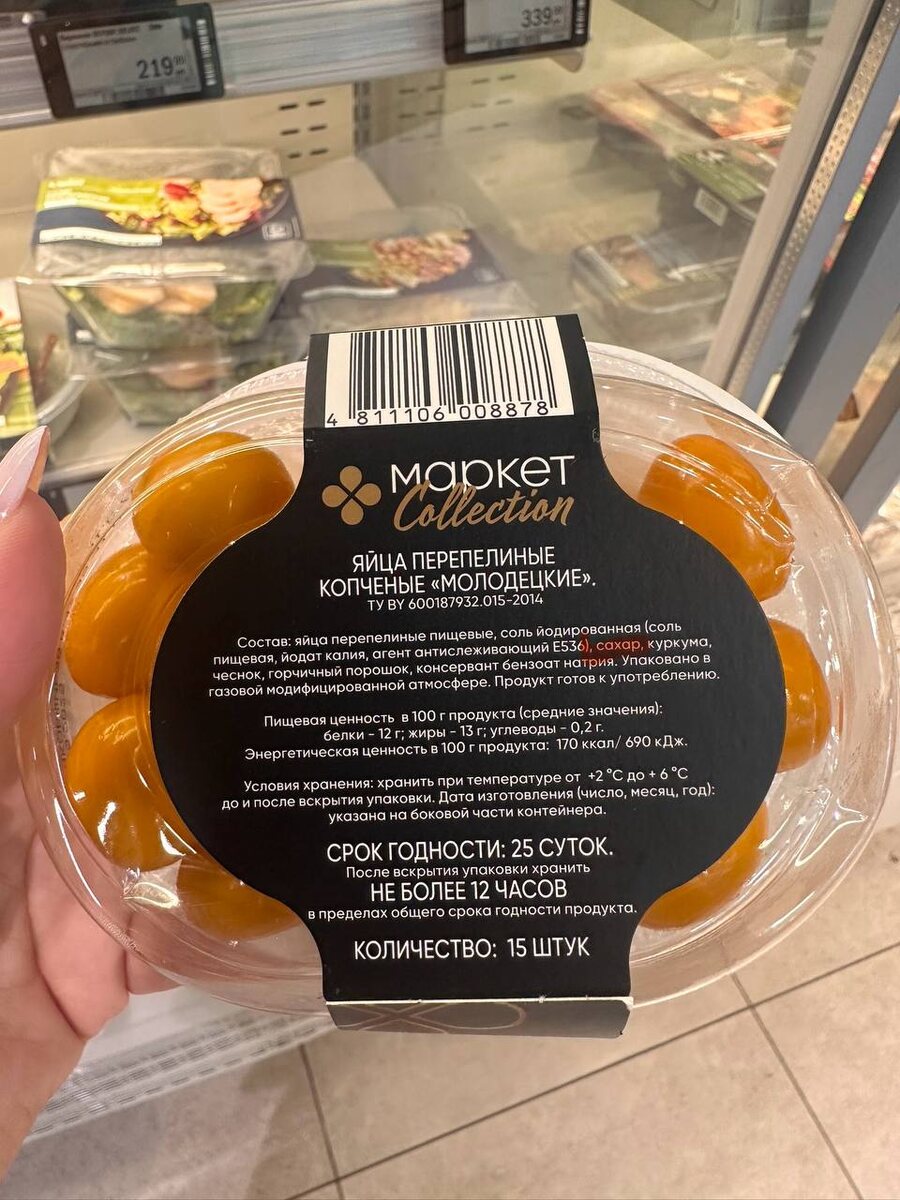 219
339
4 811106 008878
маркет
Collection
ЯЙЦА ПЕРЕПЕЛИНЫЕ
КОПЧЕНЫЕ «МОЛОДЕЦКИЕ».
ТУ BY 600187932.015-2014
Состав: яйца перепелиные пищевые, соль йодированная (соль
пищевая, йодат калия, агент антислеживающий Е536), сахар, куркума,
чеснок, горчичный порошок, консервант бензоат натрия. Упаковано в
газовой модифицированной атмосфере. Продукт готов к употреблению.
Пищевая ценность в 100 г продукта (средние значения):
белки - 12 г; жиры - 13 г; углеводы - 0,2 г.
Энергетическая ценность в 100 г продукта: 170 ккал/ 690 кДж.
Условия хранения: хранить при температуре от +2 °С до + 6 °С
до и после вскрытия упаковки. Дата изготовления (число, месяц, год):
указана на боковой части контейнера.
СРОК ГОДНОСТИ: 25 СУТОК.
После вскрытия упаковки хранить
НЕ БОЛЕЕ 12 ЧАСОВ
в пределах общего срока годности продукта.
КОЛИЧЕСТВО: 15 ШТУК